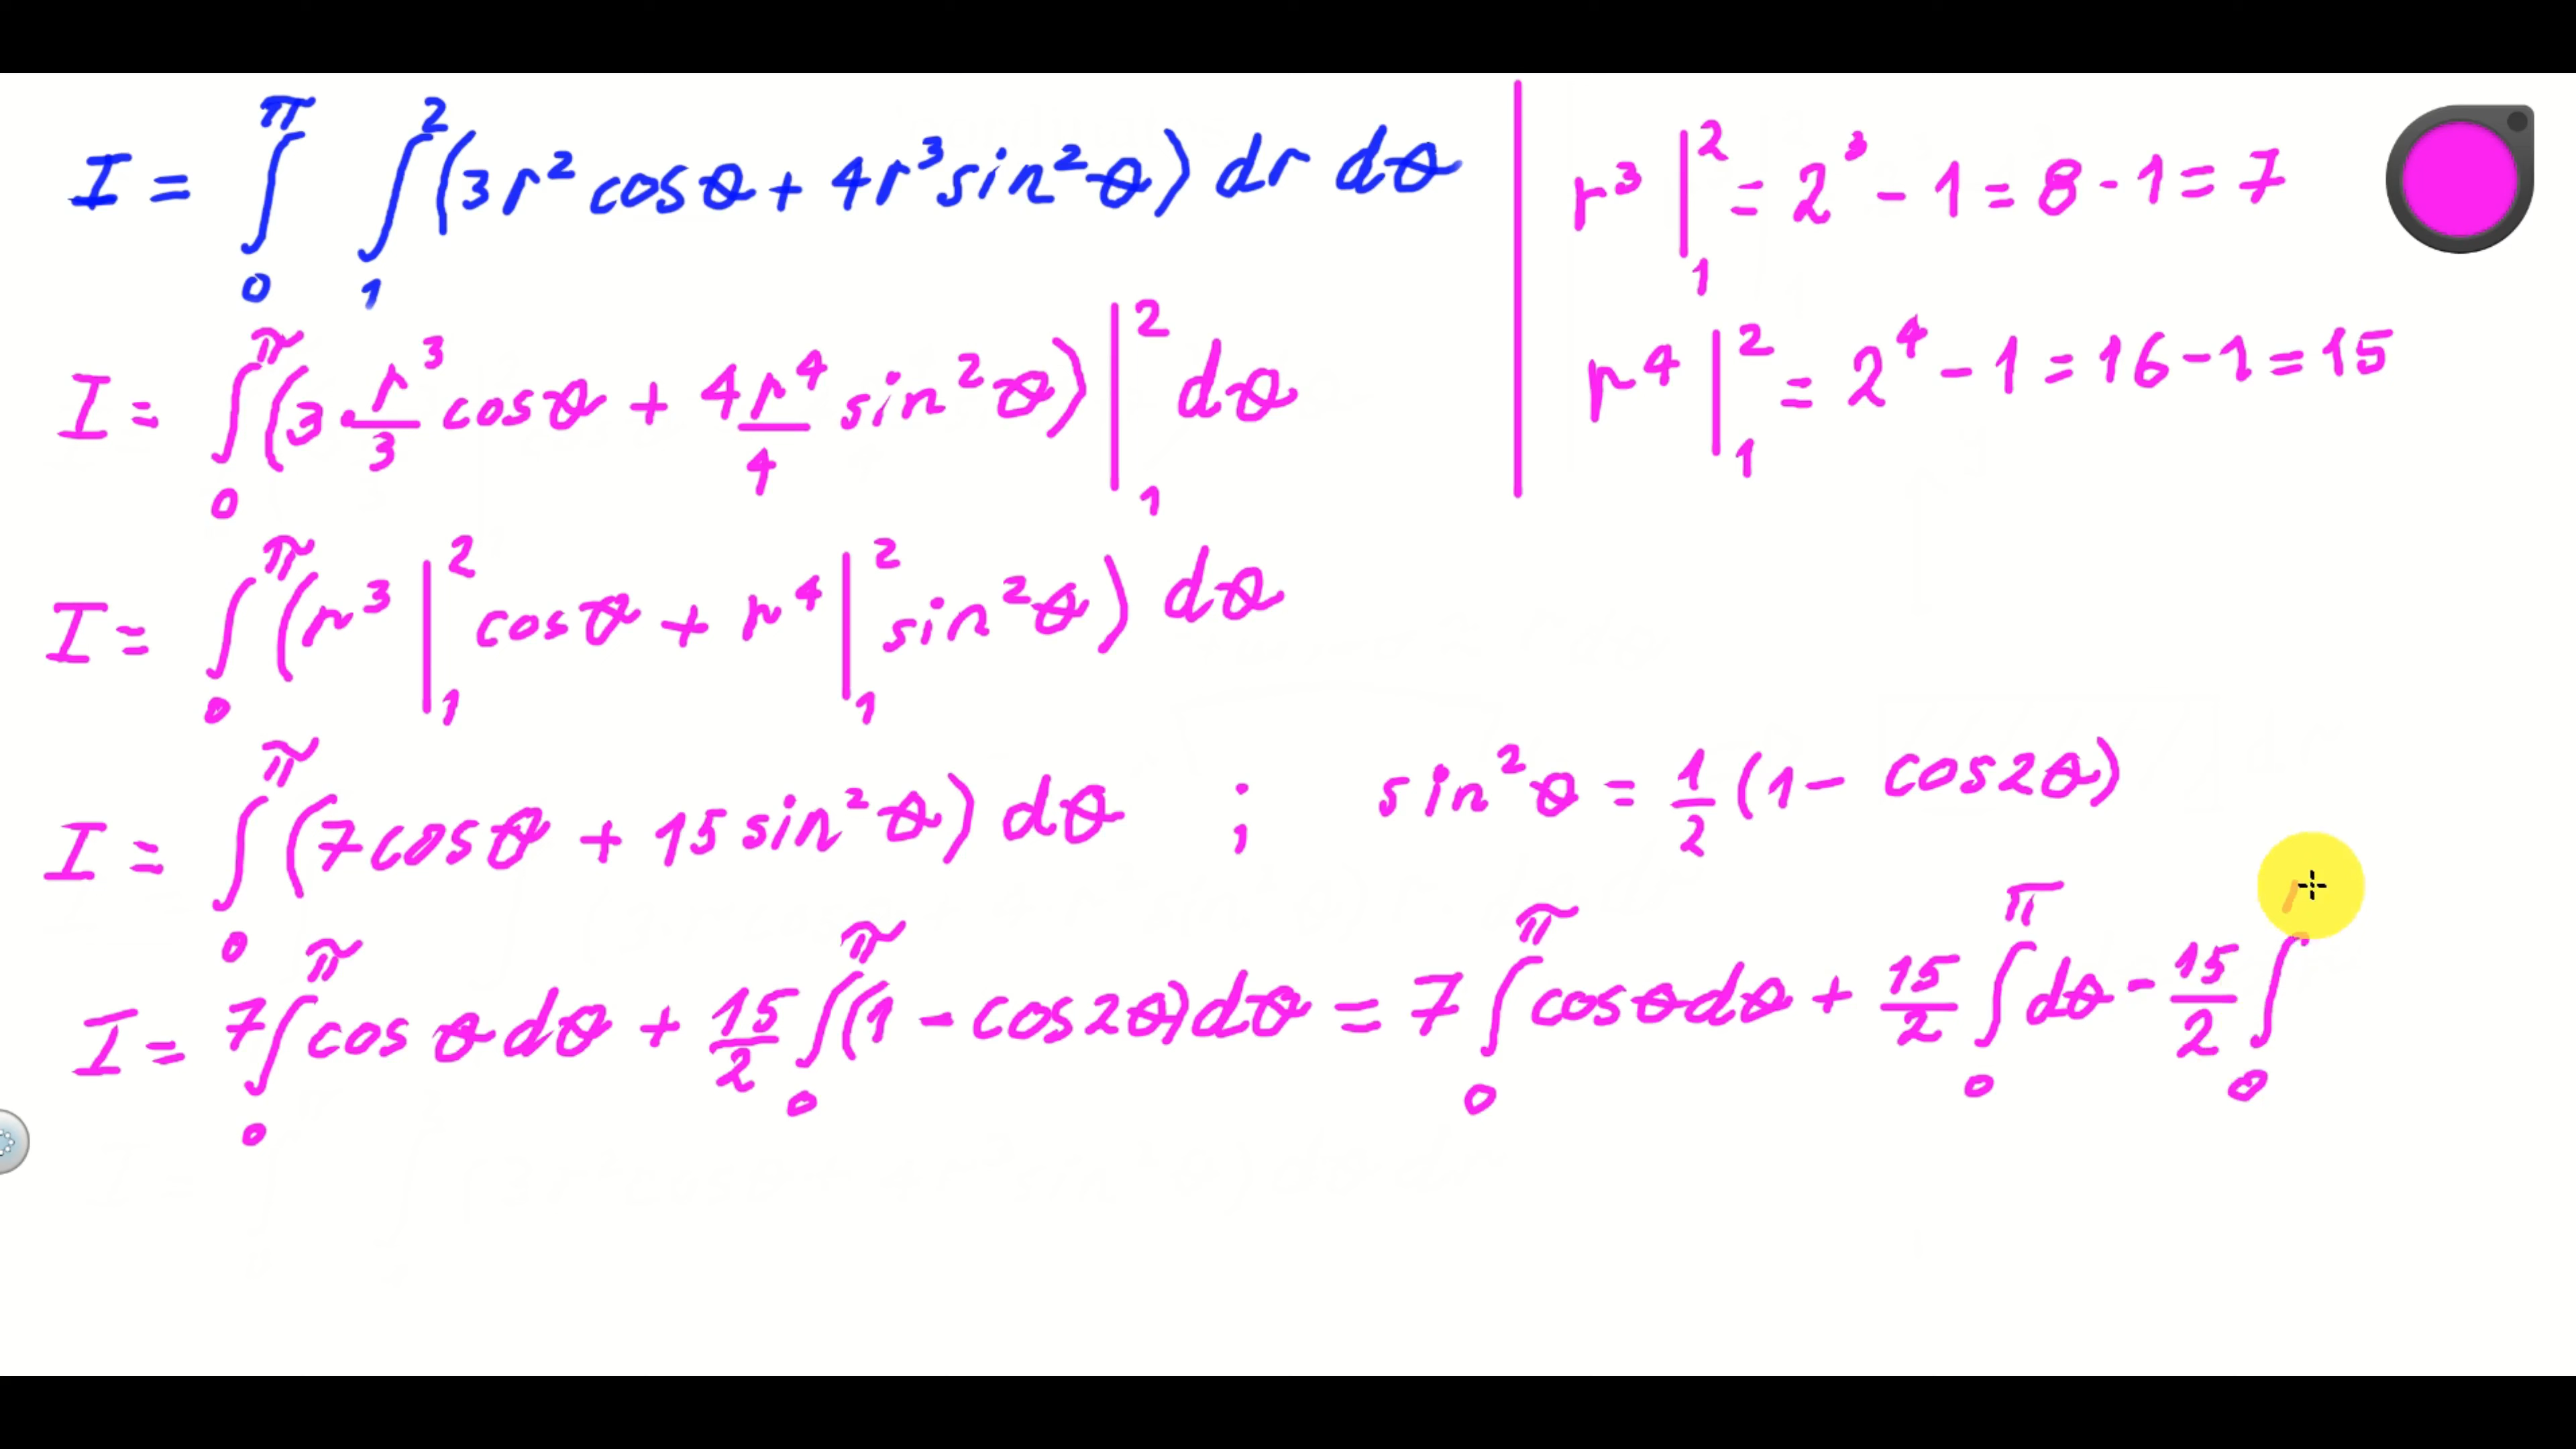 I = ∫₀^π ∫₁² (3r² cosθ + 4r³ sin²θ) dr dθ
r³ |₁² = 2³ - 1 = 8 - 1 = 7
I = ∫₀^π (3 · r³/3 cosθ + 4r⁴/4 sin²θ) |₁² dθ
r⁴ |₁² = 2⁴ - 1 = 16 - 1 = 15
I = ∫₀^π (r³ |₁² cosθ + r⁴ |₁² sin²θ) dθ
I = ∫₀^π (7cosθ + 15 sin²θ) dθ ; sin²θ = 1/2 (1 - cos2θ)
I = 7∫₀^π cosθ dθ + 15/2 ∫₀^π (1 - cos2θ) dθ = 7 ∫₀^π cosθ dθ + 15/2 ∫₀^π dθ - 15/2 ∫₀